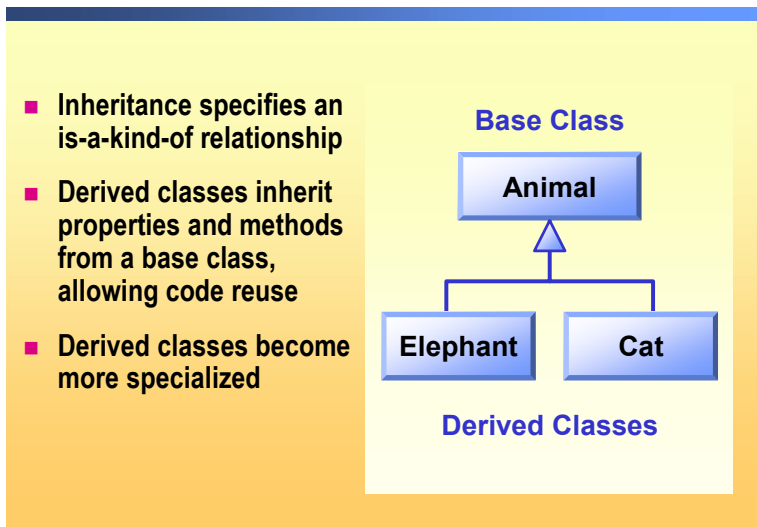 Inheritance specifies an
is-a-kind-of relationship
Derived classes inherit
properties and methods
from a base class,
allowing code reuse
Derived classes become
more specialized
Base Class
Animal
Elephant
Cat
Derived Classes